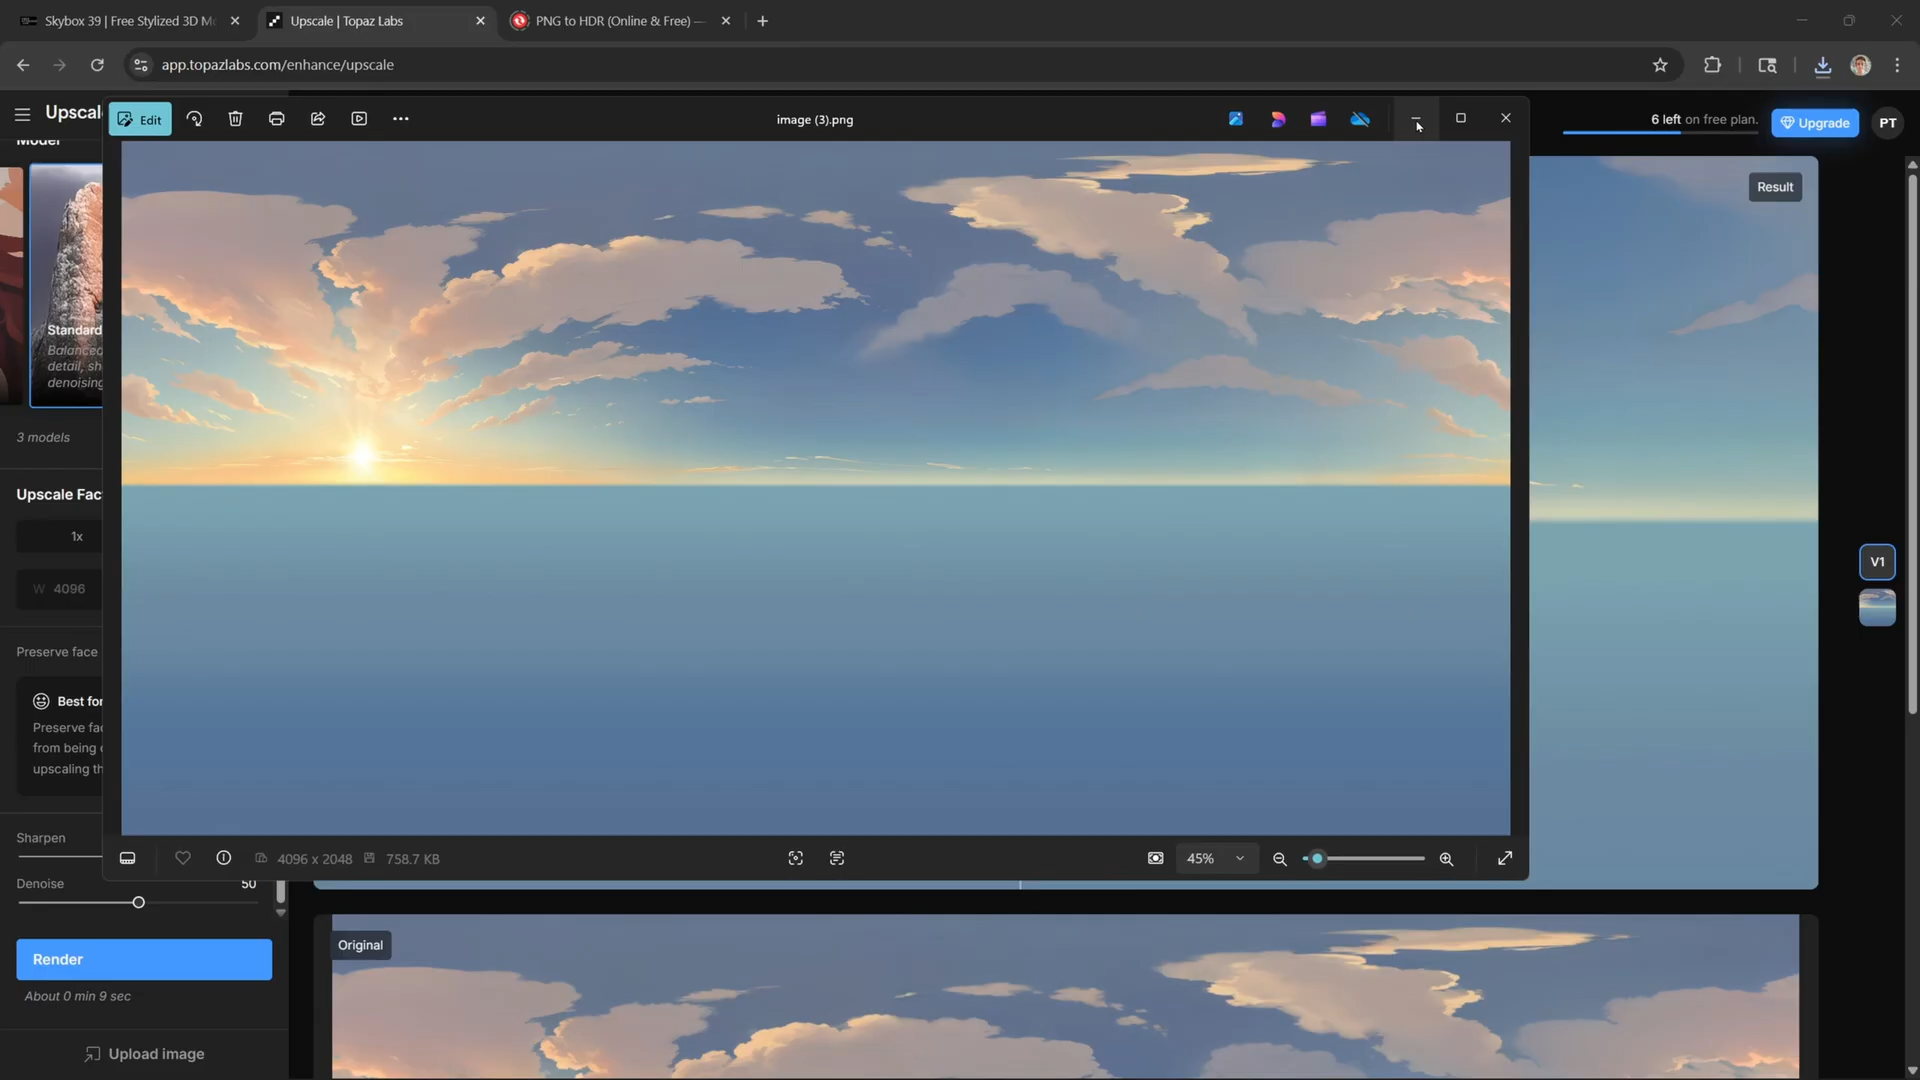 Skybox 39 | Free Stylized 3D M
Upscale | Topaz Labs
PNG to HDR (Online & Free) —
app.topazlabs.com/enhance/upscale
Upscal
Edit
image (3).png
6 left on free plan.
Upgrade
PT
Model
Result
Standard
Balanced
detail, sh
denoising
3 models
Upscale Fac
1x
W 4096
V1
Preserve face
Best for
Preserve fac
from being
upscaling th
Sharpen
4096 x 2048
758.7 KB
45%
Denoise
50
Original
Render
About 0 min 9 sec
Upload image